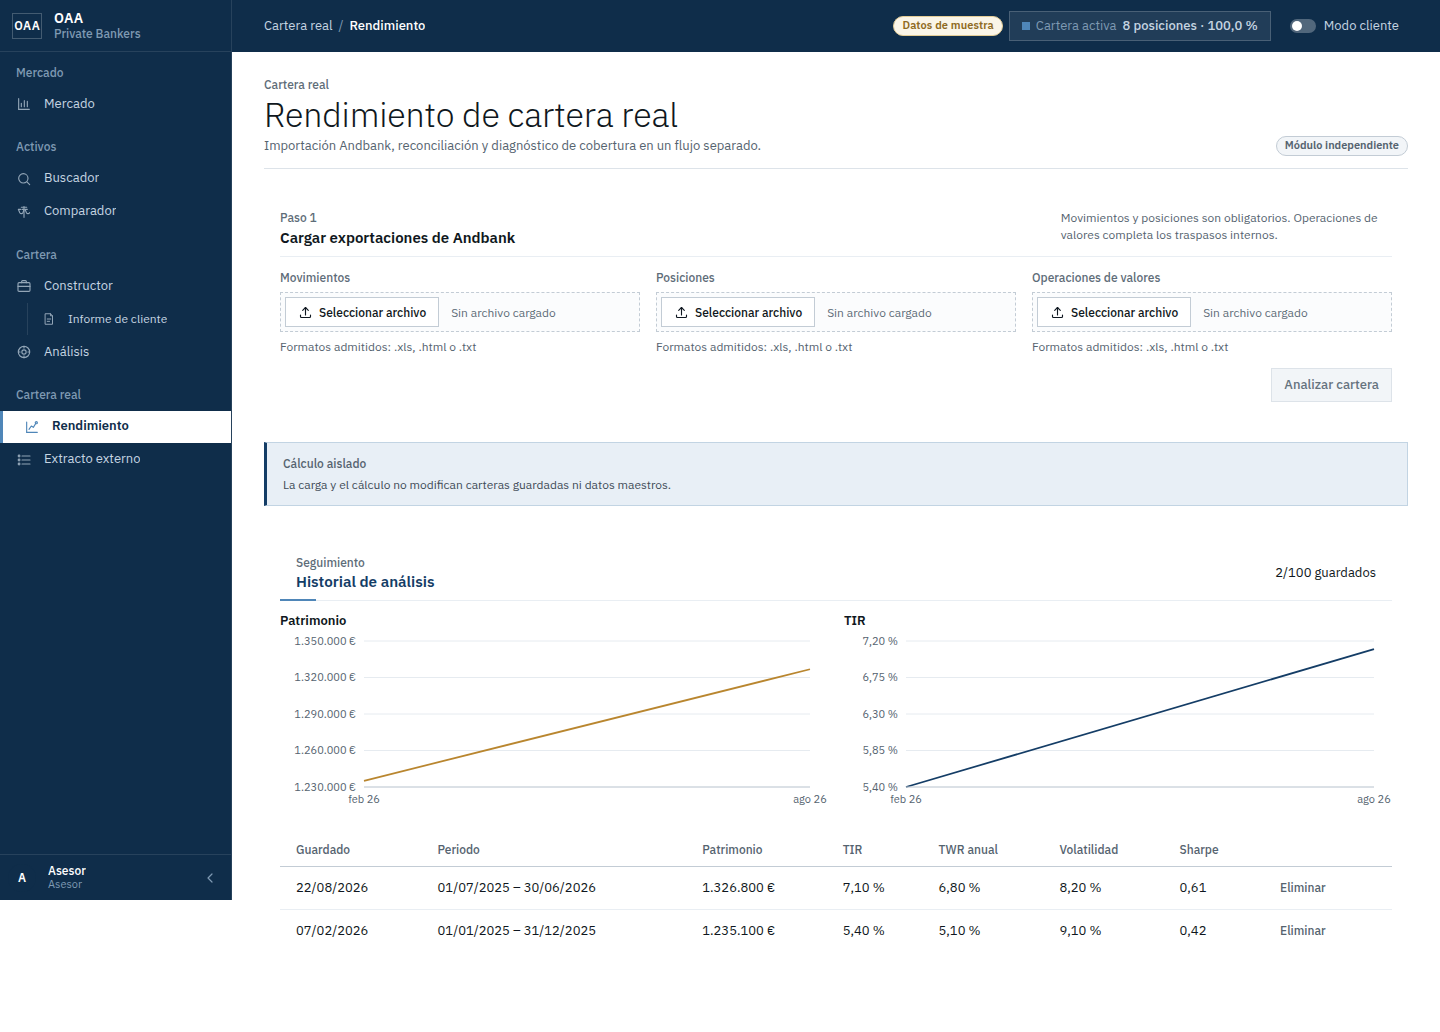 OAA
OAA
Private Bankers
Cartera real / Rendimiento
Datos de muestra
Cartera activa 8 posiciones · 100,0 %
Modo cliente
Mercado
Mercado
Activos
Buscador
Comparador
Cartera
Constructor
Informe de cliente
Análisis
Cartera real
Rendimiento
Extracto externo
A
Asesor
Asesor
Cartera real
Rendimiento de cartera real
Importación Andbank, reconciliación y diagnóstico de cobertura en un flujo separado.
Módulo independiente
Paso 1
Cargar exportaciones de Andbank
Movimientos y posiciones son obligatorios. Operaciones de
valores completa los traspasos internos.
Movimientos
Seleccionar archivo Sin archivo cargado
Formatos admitidos: .xls, .html o .txt
Posiciones
Seleccionar archivo Sin archivo cargado
Formatos admitidos: .xls, .html o .txt
Operaciones de valores
Seleccionar archivo Sin archivo cargado
Formatos admitidos: .xls, .html o .txt
Analizar cartera
Cálculo aislado
La carga y el cálculo no modifican carteras guardadas ni datos maestros.
Seguimiento
Historial de análisis
2/100 guardados
Patrimonio
1.350.000 €
1.320.000 €
1.290.000 €
1.260.000 €
1.230.000 €
feb 26 ago 26
TIR
7,20 %
6,75 %
6,30 %
5,85 %
5,40 %
feb 26 ago 26
Guardado Periodo Patrimonio TIR TWR anual Volatilidad Sharpe
22/08/2026 01/07/2025 – 30/06/2026 1.326.800 € 7,10 % 6,80 % 8,20 % 0,61 Eliminar
07/02/2026 01/01/2025 – 31/12/2025 1.235.100 € 5,40 % 5,10 % 9,10 % 0,42 Eliminar